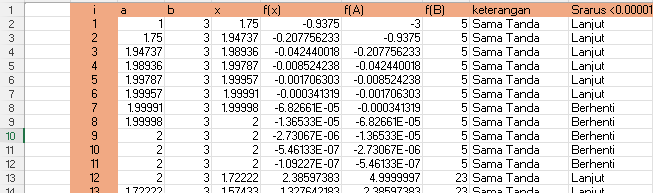 1 i a b x f(x) f(A) f(B) keterangan Srarus <0.00001
2 1 1 3 1.75 -0.9375 -3 5 Sama Tanda Lanjut
3 2 1.75 3 1.94737 -0.207756233 -0.9375 5 Sama Tanda Lanjut
4 3 1.94737 3 1.98936 -0.042440018 -0.207756233 5 Sama Tanda Lanjut
5 4 1.98936 3 1.99787 -0.008524238 -0.042440018 5 Sama Tanda Lanjut
6 5 1.99787 3 1.99957 -0.001706303 -0.008524238 5 Sama Tanda Lanjut
7 6 1.99957 3 1.99991 -0.000341319 -0.001706303 5 Sama Tanda Lanjut
8 7 1.99991 3 1.99998 -6.82661E-05 -0.000341319 5 Sama Tanda Berhenti
9 8 1.99998 3 2 -1.36533E-05 -6.82661E-05 5 Sama Tanda Berhenti
10 9 2 3 2 -2.73067E-06 -1.36533E-05 5 Sama Tanda Berhenti
11 10 2 3 2 -5.46133E-07 -2.73067E-06 5 Sama Tanda Berhenti
12 11 2 3 2 -1.09227E-07 -5.46133E-07 5 Sama Tanda Berhenti
13 12 2 3 1.72222 2.38597383 4.9999997 23 Sama Tanda Lanjut
14 13 1.72222 3 1.57433 1.327642183 2.38597383 23 Sama Tanda Lanjut